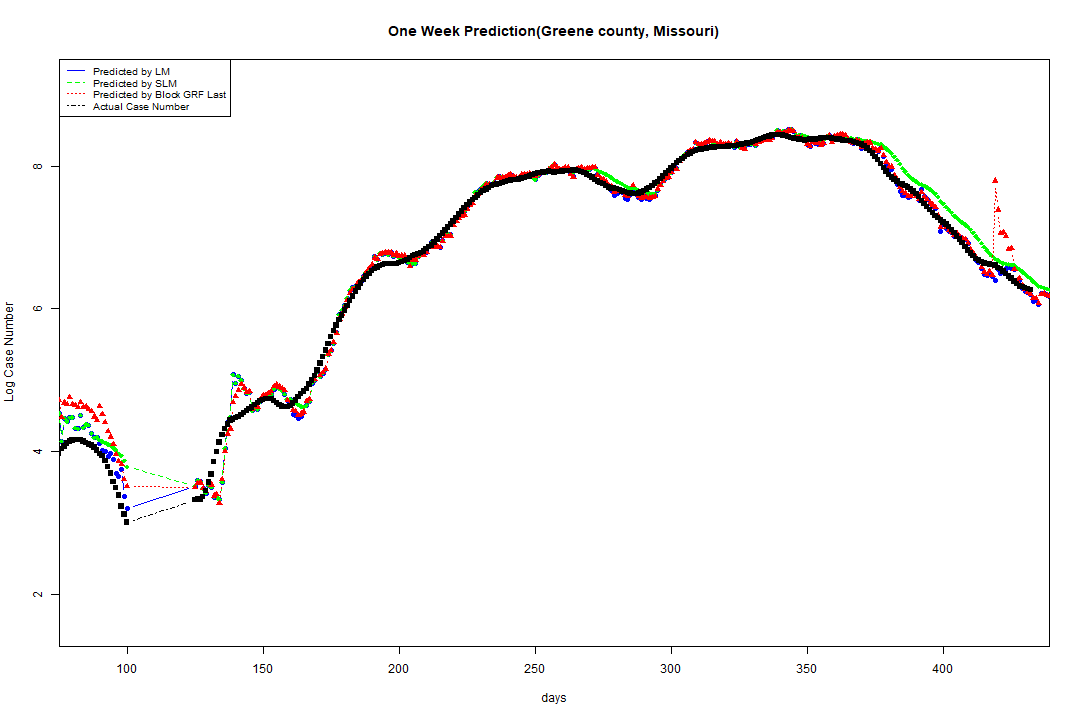 One Week Prediction(Greene county, Missouri)
Predicted by LM
Predicted by SLM
Predicted by Block GRF Last
Actual Case Number
8
6
4
2
Log Case Number
100 150 200 250 300 350 400
days